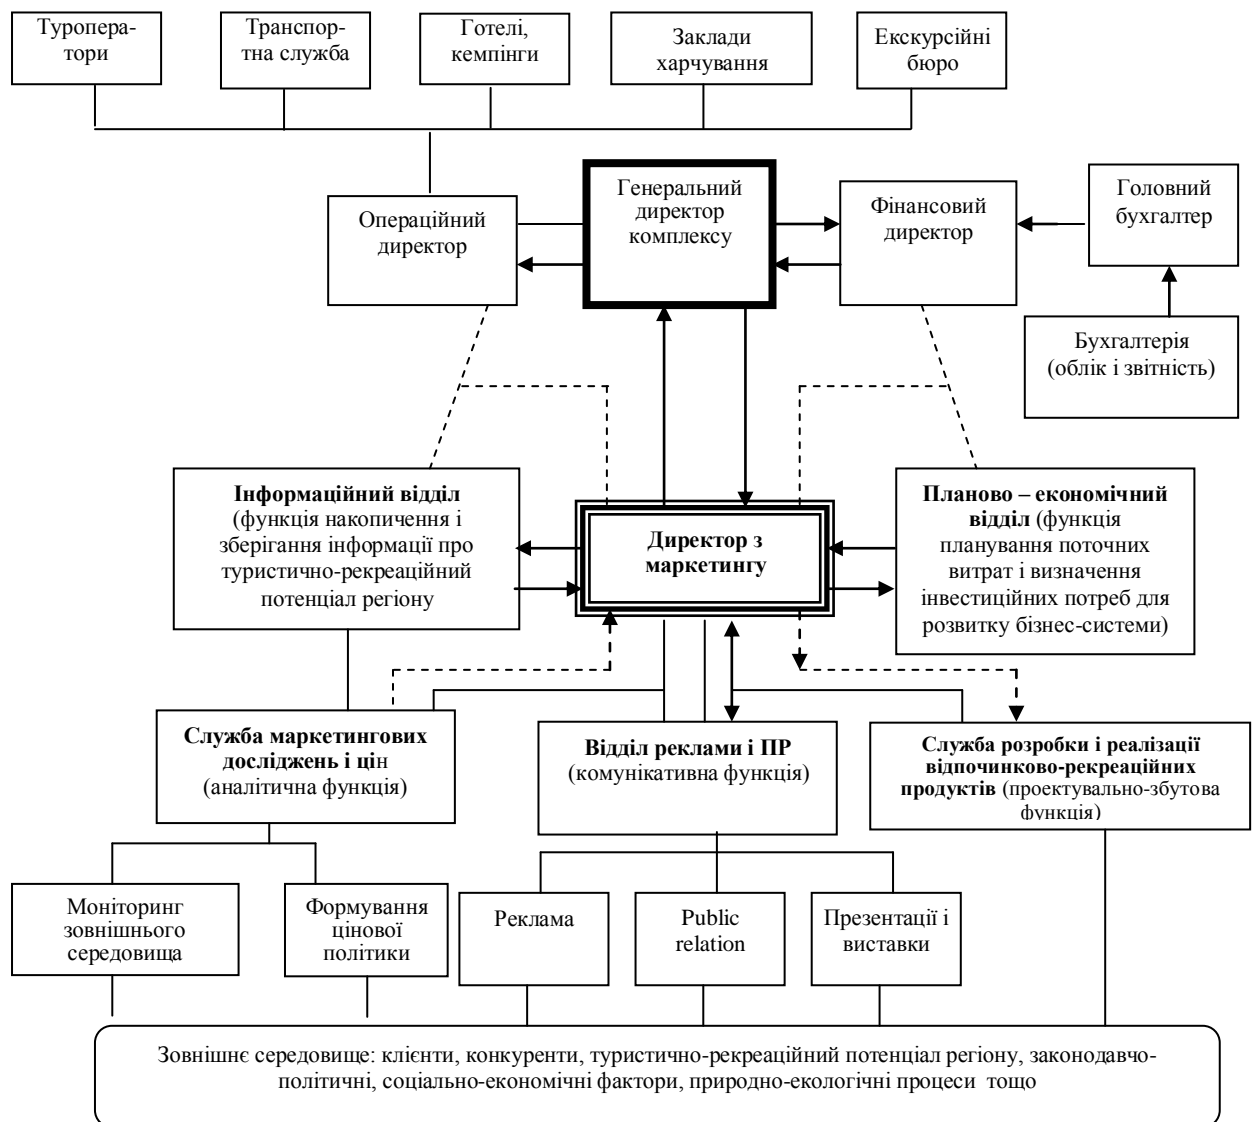 Туропера-
тори
Транспор-
тна служба
Готелі,
кемпінги
Заклади
харчування
Екскурсійні
бюро
Операційний
директор
Генеральний
директор
комплексу
Фінансовий
директор
Головний
бухгалтер
Бухгалтерія
(облік і звітність)
Інформаційний відділ
(функція накопичення і
зберігання інформації про
туристично-рекреаційний
потенціал регіону
Директор з
маркетингу
Планово – економічний
відділ (функція
планування поточних
витрат і визначення
інвестиційних потреб для
розвитку бізнес-системи)
Служба маркетингових
досліджень і цін
(аналітична функція)
Відділ реклами і ПР
(комунікативна функція)
Служба розробки і реалізації
відпочинково-рекреаційних
продуктів (проектувально-збутова
функція)
Моніторинг
зовнішнього
середовища
Формування
цінової
політики
Реклама
Public
relation
Презентації і
виставки
Зовнішнє середовище: клієнти, конкуренти, туристично-рекреаційний потенціал регіону, законодавчо-
політичні, соціально-економічні фактори, природно-екологічні процеси тощо